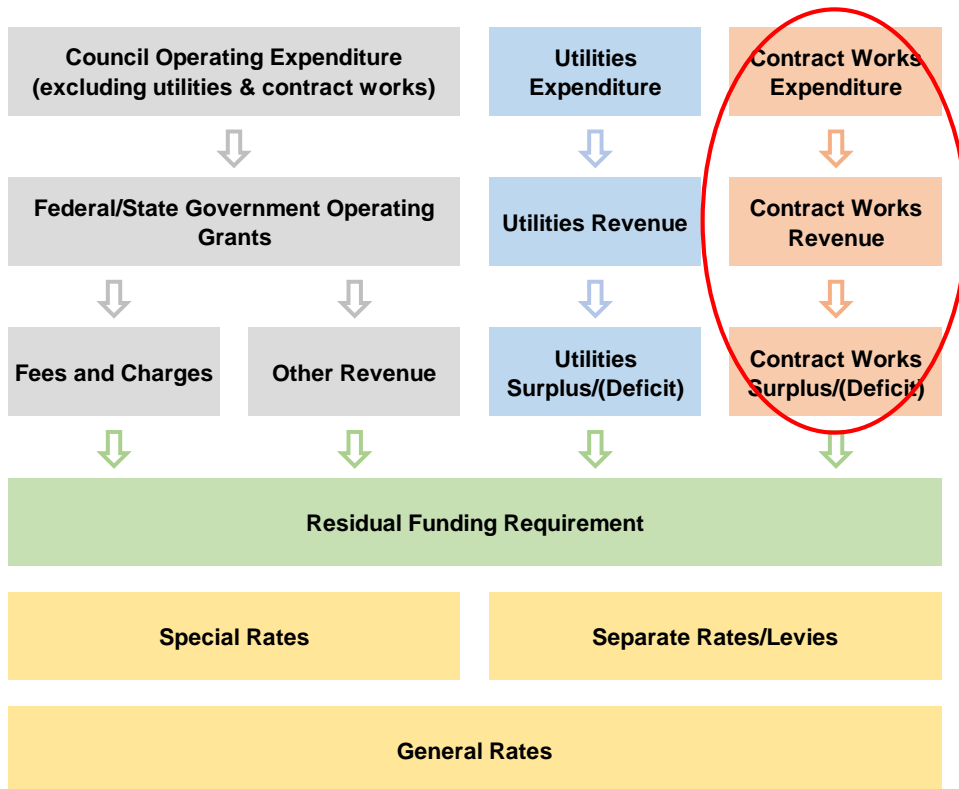 Council Operating Expenditure
(excluding utilities & contract works)
Utilities
Expenditure
Contract Works
Expenditure
Federal/State Government Operating
Grants
Utilities Revenue
Contract Works
Revenue
Fees and Charges
Other Revenue
Utilities
Surplus/(Deficit)
Contract Works
Surplus/(Deficit)
Residual Funding Requirement
Special Rates
Separate Rates/Levies
General Rates